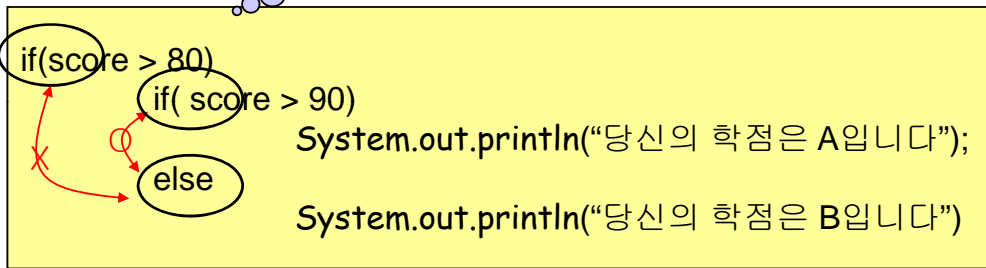 if(score > 80)
if( score > 90)
System.out.println(“당신의 학점은 A입니다”);
else
System.out.println(“당신의 학점은 B입니다”)